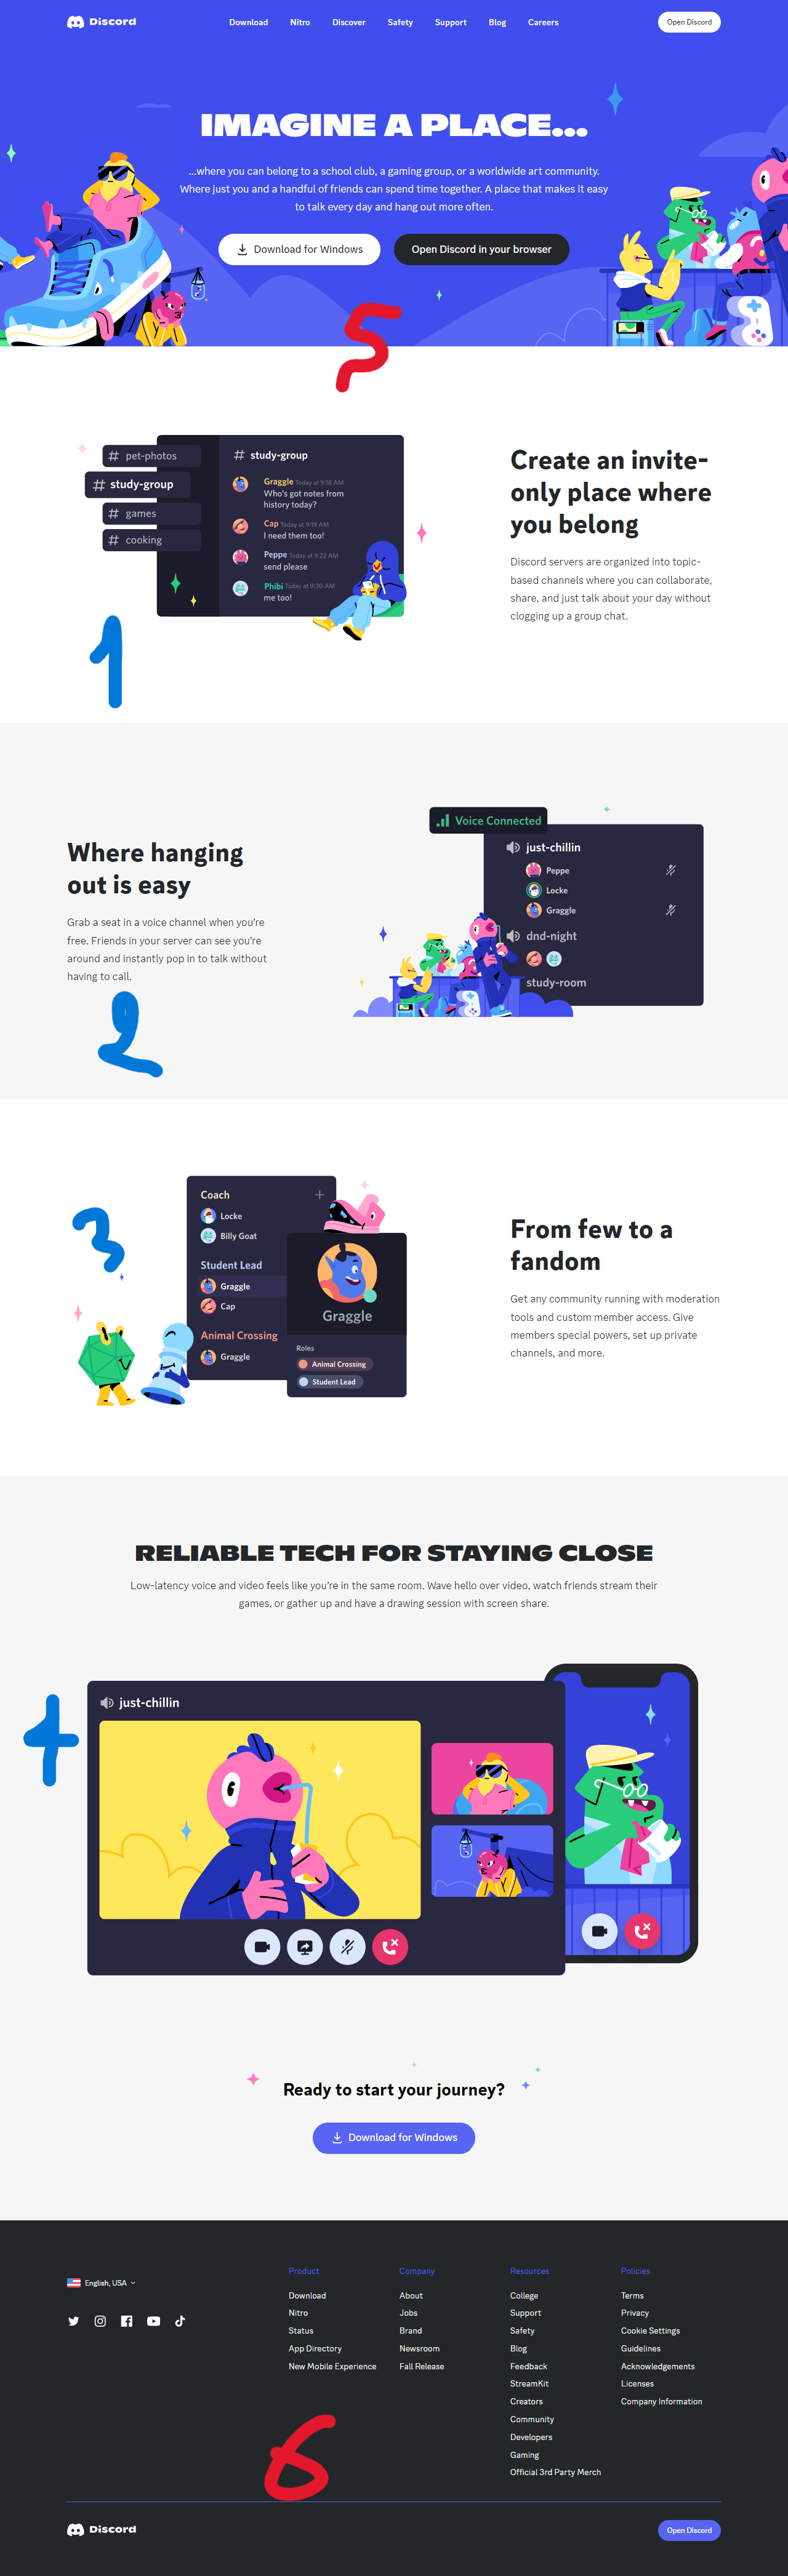 Discord
Download Nitro Discover Safety Support Blog Careers
Open Discord
IMAGINE A PLACE...
...where you can belong to a school club, a gaming group, or a worldwide art community.
Where just you and a handful of friends can spend time together. A place that makes it easy
to talk every day and hang out more often.
Download for Windows
Open Discord in your browser
5
# pet-photos
# study-group
# games
# cooking
# study-group
Graggle Today at 9:18 AM
Who's got notes from
history today?
Cap Today at 9:19 AM
I need them too!
Peppe Today at 9:22 AM
send please
Phibi Today at 9:30 AM
me too!
1
Create an invite-
only place where
you belong
Discord servers are organized into topic-
based channels where you can collaborate,
share, and just talk about your day without
clogging up a group chat.
Where hanging
out is easy
Grab a seat in a voice channel when you're
free. Friends in your server can see you're
around and instantly pop in to talk without
having to call.
2
Voice Connected
just-chillin
Peppe
Locke
Graggle
dnd-night
study-room
3
Coach
Locke
Billy Goat
Student Lead
Graggle
Cap
Animal Crossing
Graggle
Graggle
Roles
Animal Crossing
Student Lead
From few to a
fandom
Get any community running with moderation
tools and custom member access. Give
members special powers, set up private
channels, and more.
RELIABLE TECH FOR STAYING CLOSE
Low-latency voice and video feels like you're in the same room. Wave hello over video, watch friends stream their
games, or gather up and have a drawing session with screen share.
4
just-chillin
Ready to start your journey?
Download for Windows
English, USA
Product
Download
Nitro
Status
App Directory
New Mobile Experience
Company
About
Jobs
Brand
Newsroom
Fall Release
Resources
College
Support
Safety
Blog
Feedback
StreamKit
Creators
Community
Developers
Gaming
Official 3rd Party Merch
Policies
Terms
Privacy
Cookie Settings
Guidelines
Acknowledgements
Licenses
Company Information
6
Discord
Open Discord